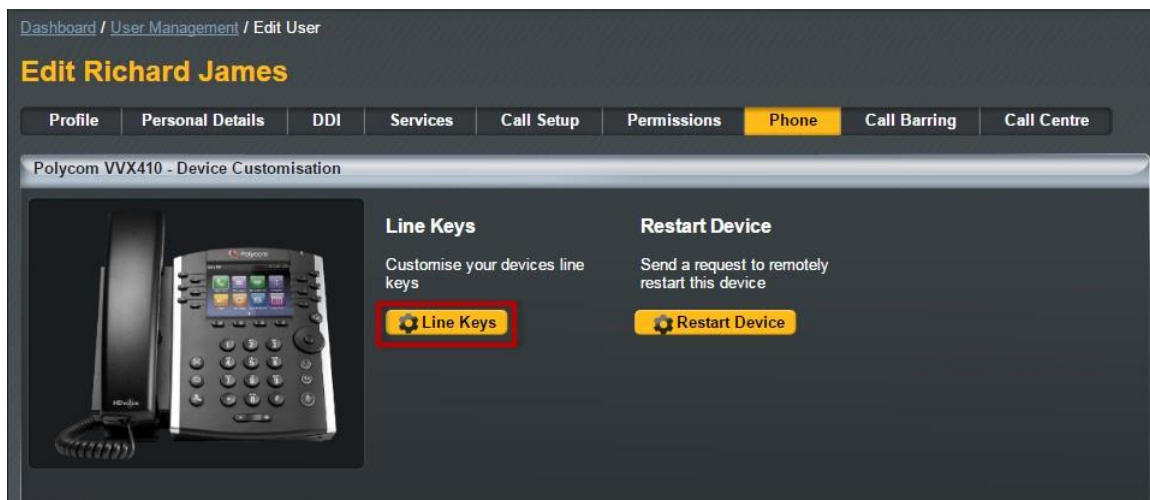 Dashboard / User Management / Edit User
Edit Richard James
Profile Personal Details DDI Services Call Setup Permissions Phone Call Barring Call Centre
Polycom VVX410 - Device Customisation
Line Keys
Customise your devices line
keys
Line Keys
Restart Device
Send a request to remotely
restart this device
Restart Device
Polycom